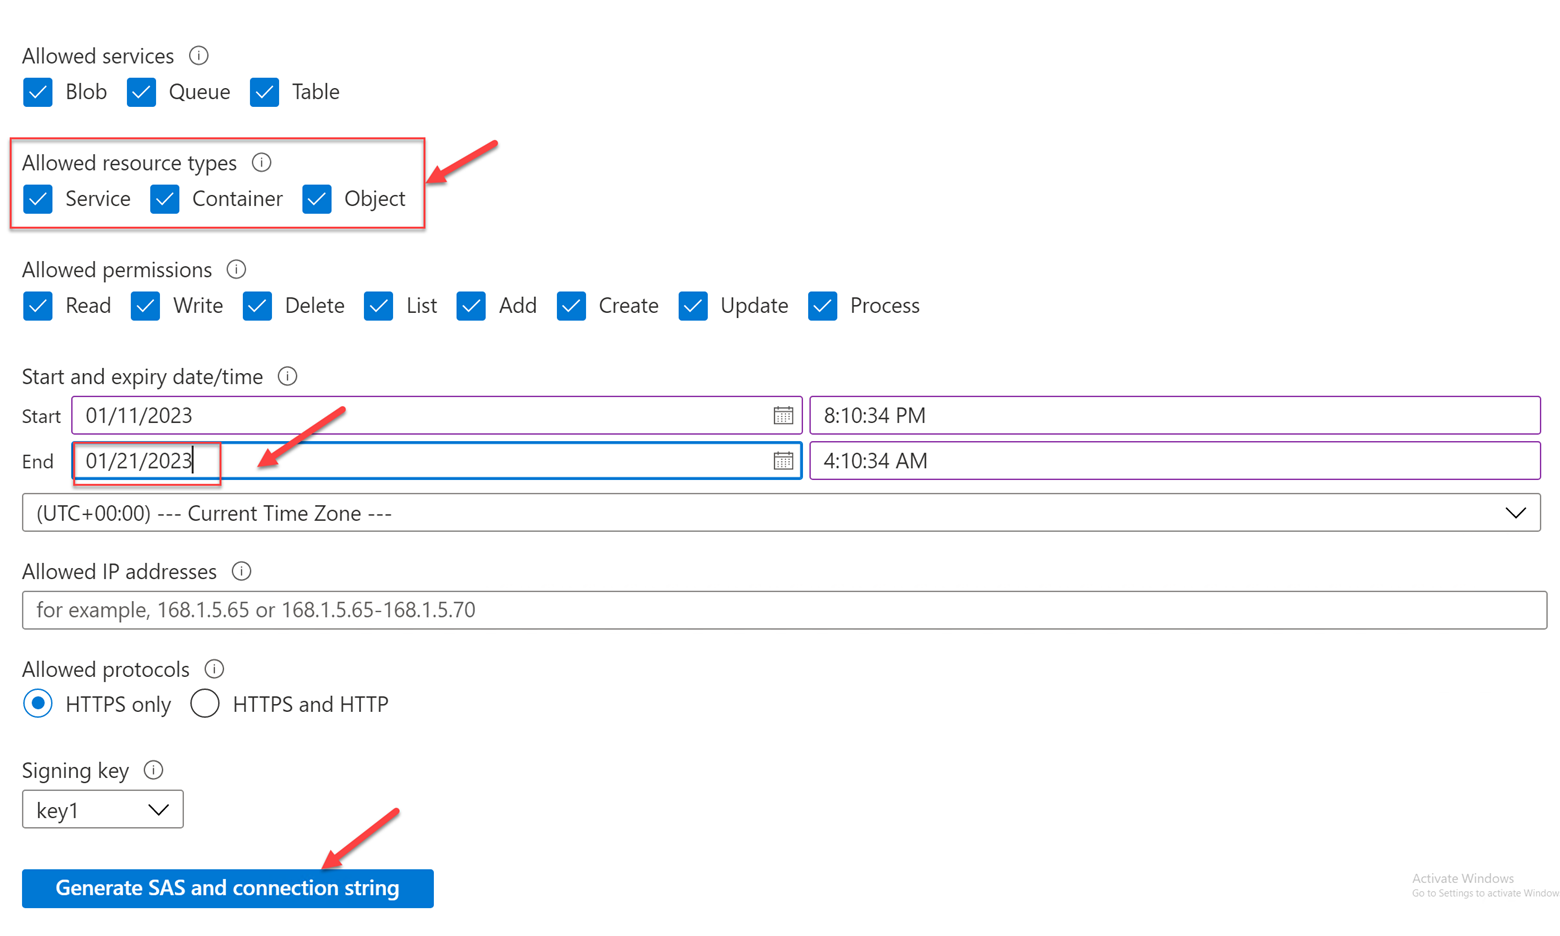 Allowed services
Blob Queue Table
Allowed resource types
Service Container Object
Allowed permissions
Read Write Delete List Add Create Update Process
Start and expiry date/time
Start 01/11/2023 8:10:34 PM
End 01/21/2023 4:10:34 AM
(UTC+00:00) --- Current Time Zone ---
Allowed IP addresses
for example, 168.1.5.65 or 168.1.5.65-168.1.5.70
Allowed protocols
HTTPS only HTTPS and HTTP
Signing key
key1
Generate SAS and connection string
Activate Windows
Go to Settings to activate Window